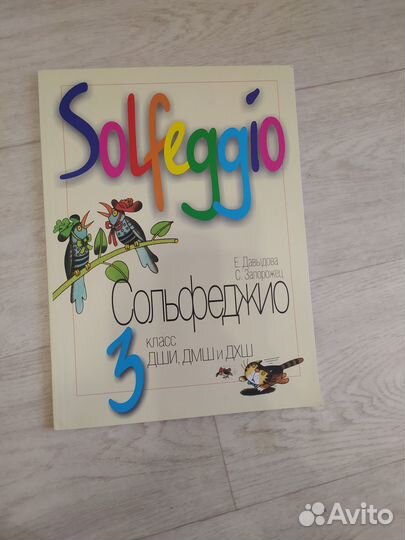 Solfeggio
Е. Давыдова
С. Запорожец
Сольфеджио
3 класс
ДШИ, ДМШ и ДХШ
Avito